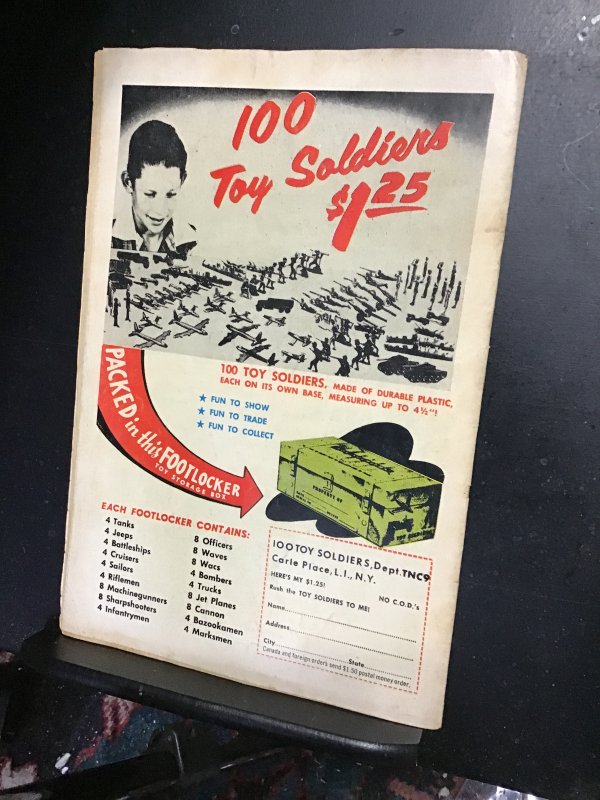 100
Toy Soldiers
$1.25
100 TOY SOLDIERS, MADE OF DURABLE PLASTIC,
EACH ON ITS OWN BASE, MEASURING UP TO 4½"!
★ FUN TO SHOW
★ FUN TO TRADE
★ FUN TO COLLECT
PACKED in this FOOTLOCKER
TOY STORAGE BOX
PROPERTY OF
EACH FOOTLOCKER CONTAINS:
4 Tanks
4 Jeeps
4 Battleships
4 Cruisers
4 Sailors
4 Riflemen
8 Machinegunners
8 Sharpshooters
4 Infantrymen
8 Officers
8 Waves
8 Wacs
4 Bombers
4 Trucks
8 Jet Planes
8 Cannon
4 Bazookamen
4 Marksmen
100 TOY SOLDIERS, Dept. TNC9
Carle Place, L.I., N.Y.
HERE'S MY $1.25! NO C.O.D.'s
Rush the TOY SOLDIERS TO ME!
Name
Address
City State
Canada and foreign orders send $1.50 postal money order.